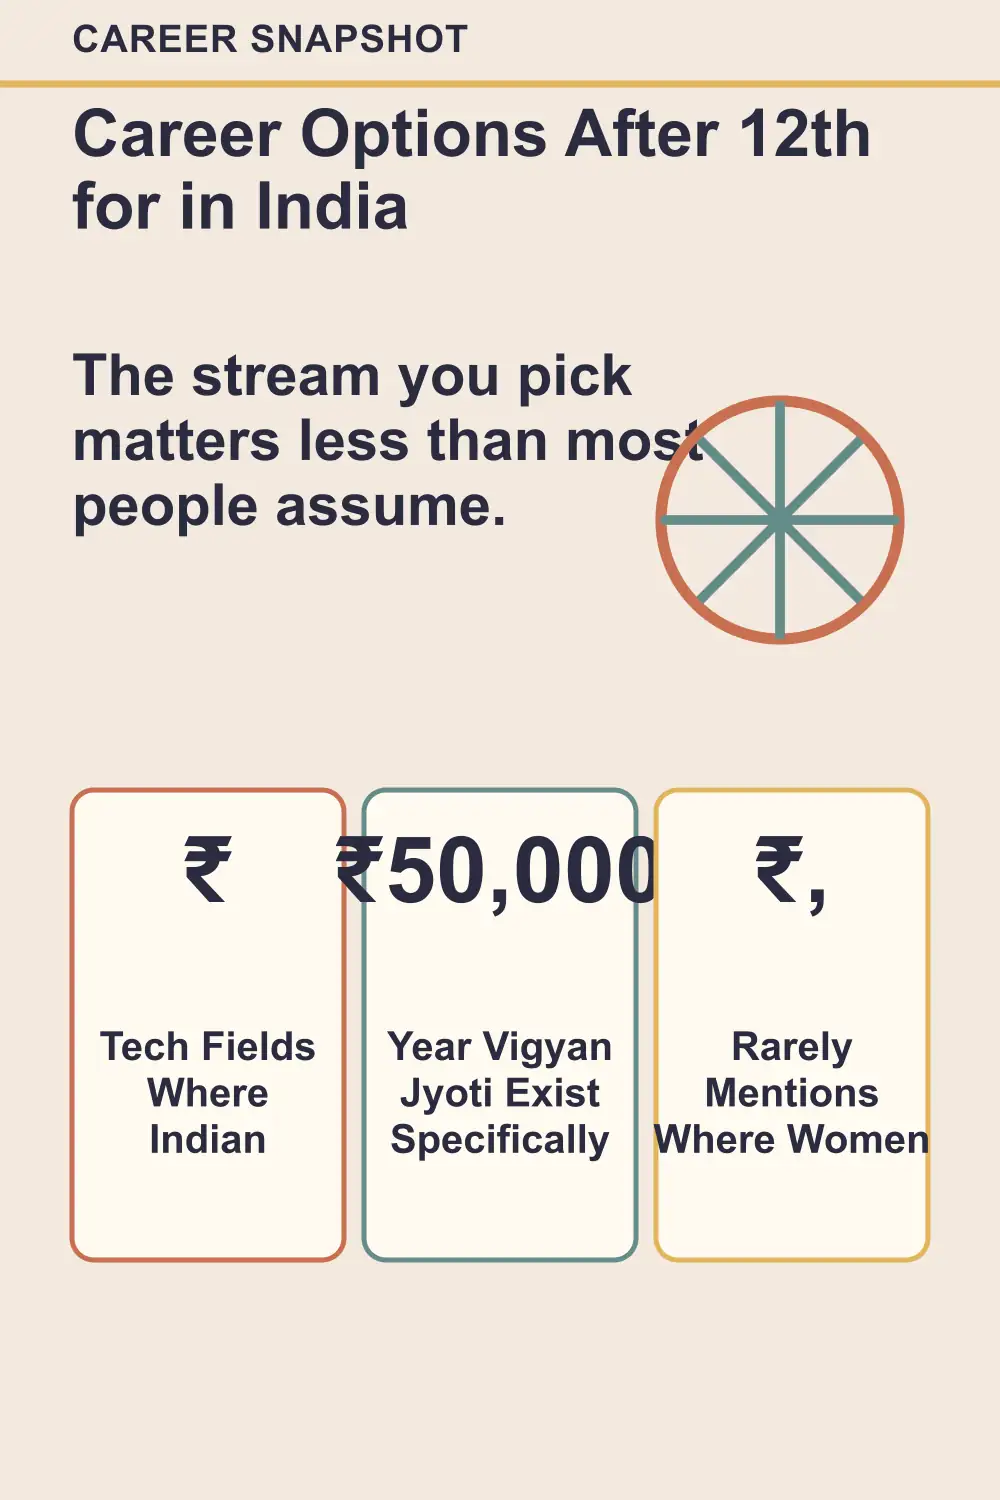 CAREER SNAPSHOT
Career Options After 12th
for in India
The stream you pick
matters less than most
people assume.
₹
₹50,000
₹,
Tech Fields
Where
Indian
Year Vigyan
Jyoti Exist
Specifically
Rarely
Mentions
Where Women